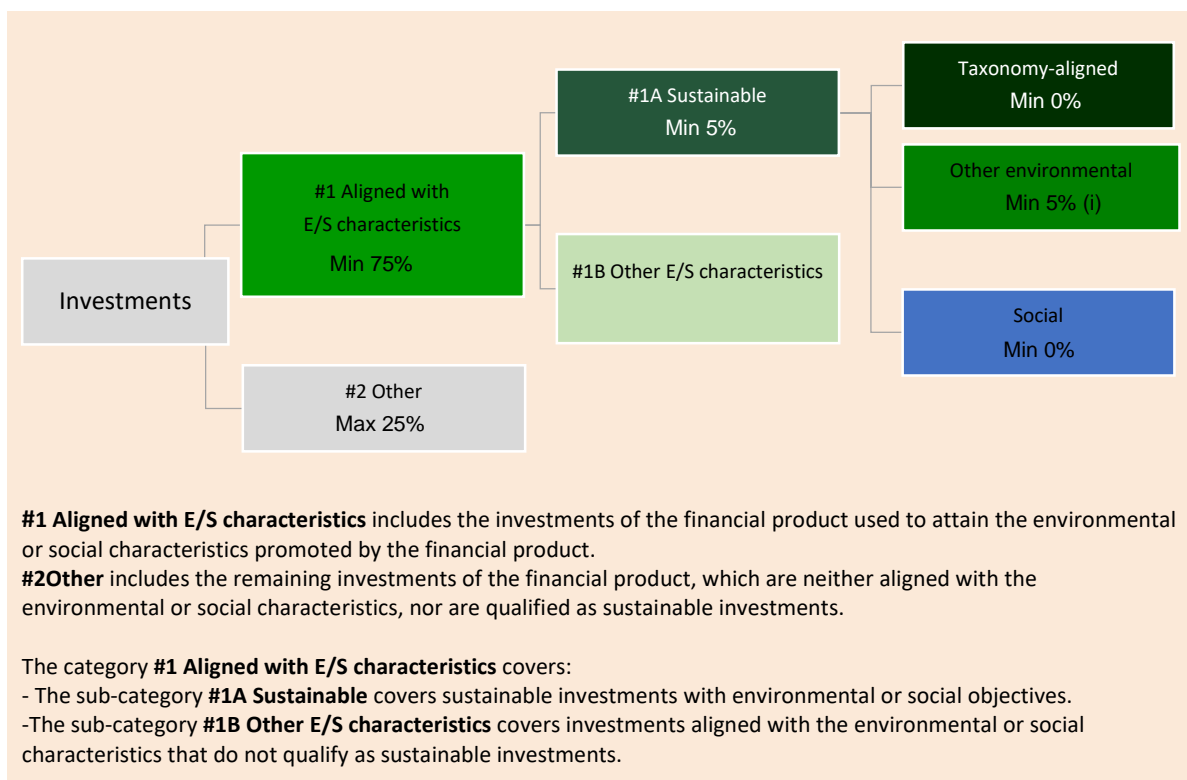 Investments
#1 Aligned with
E/S characteristics
Min 75%
#2 Other
Max 25%
#1A Sustainable
Min 5%
#1B Other E/S characteristics
Taxonomy-aligned
Min 0%
Other environmental
Min 5% (i)
Social
Min 0%
#1 Aligned with E/S characteristics includes the investments of the financial product used to attain the environmental
or social characteristics promoted by the financial product.
#2Other includes the remaining investments of the financial product, which are neither aligned with the
environmental or social characteristics, nor are qualified as sustainable investments.
The category #1 Aligned with E/S characteristics covers:
- The sub-category #1A Sustainable covers sustainable investments with environmental or social objectives.
-The sub-category #1B Other E/S characteristics covers investments aligned with the environmental or social
characteristics that do not qualify as sustainable investments.